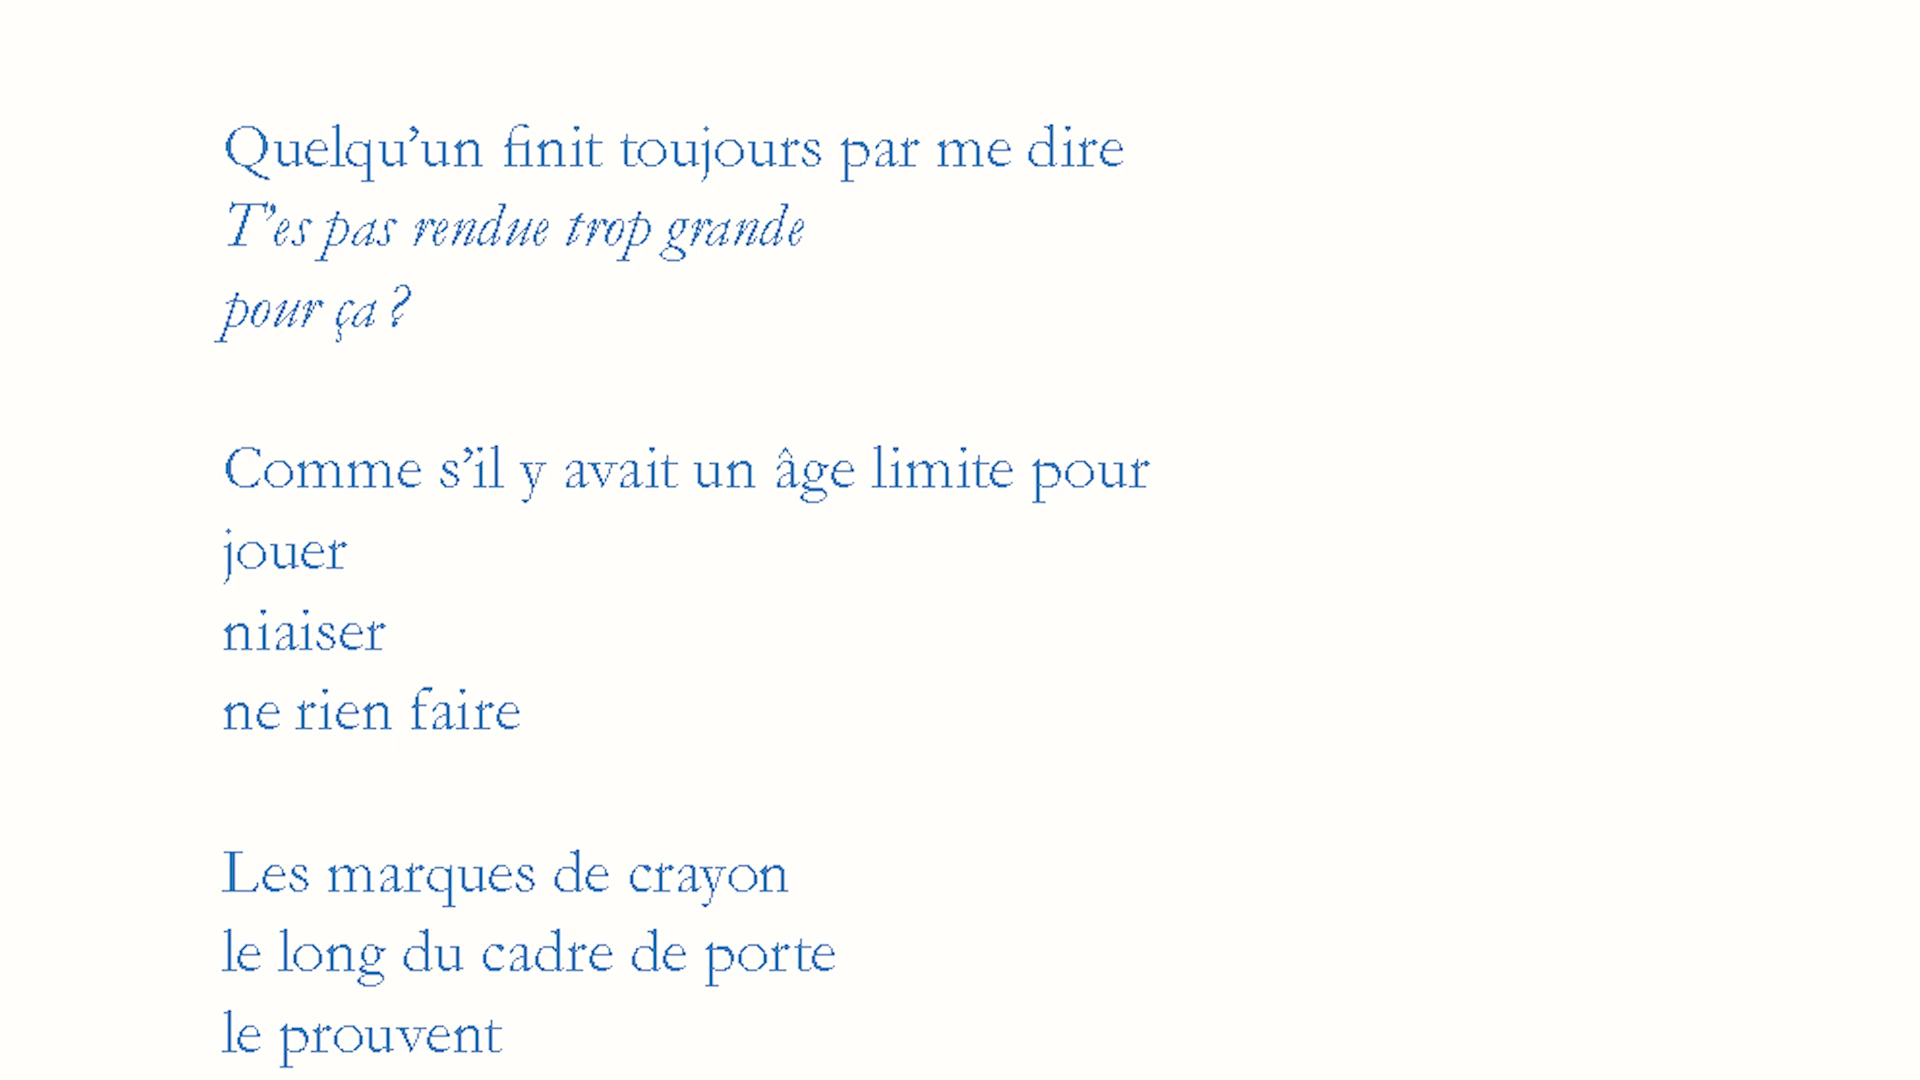 Quelqu’un finit toujours par me dire
T’es pas rendue trop grande
pour ça ?
Comme s’il y avait un âge limite pour
jouer
niaiser
ne rien faire
Les marques de crayon
le long du cadre de porte
le prouvent